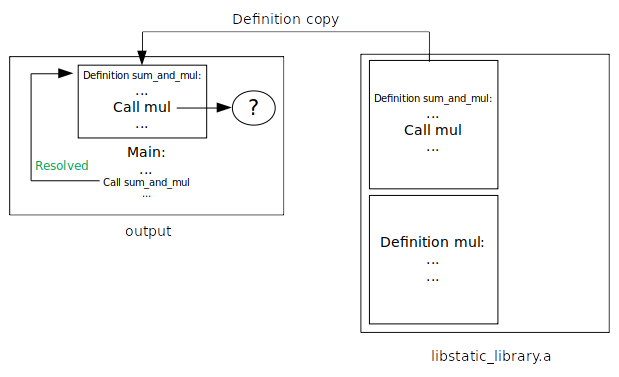 Definition copy
Definition sum_and_mul:
...
Call mul
...
?
Main:
...
Resolved
Call sum_and_mul
...
output
Definition sum_and_mul:
...
Call mul
...
Definition mul:
...
...
libstatic_library.a